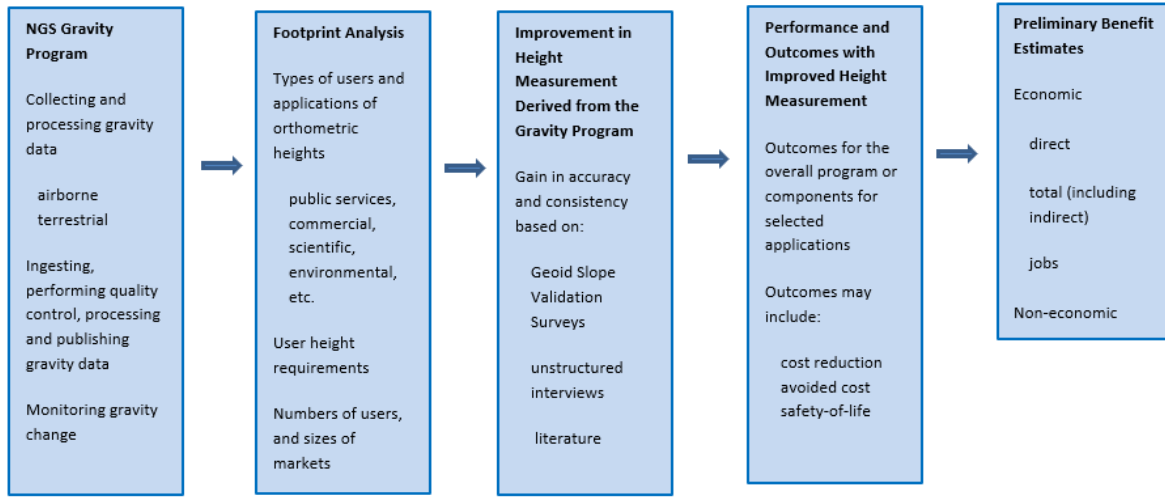 NGS Gravity
Program
Collecting and
processing gravity
data
airborne
terrestrial
Ingesting,
performing quality
control, processing
and publishing
gravity data
Monitoring gravity
change
Footprint Analysis
Types of users and
applications of
orthometric
heights
public services,
commercial,
scientific,
environmental,
etc.
User height
requirements
Numbers of users,
and sizes of
markets
Improvement in
Height
Measurement
Derived from the
Gravity Program
Gain in accuracy
and consistency
based on:
Geoid Slope
Validation
Surveys
unstructured
interviews
literature
Performance and
Outcomes with
Improved Height
Measurement
Outcomes for the
overall program or
components for
selected
applications
Outcomes may
include:
cost reduction
avoided cost
safety-of-life
Preliminary Benefit
Estimates
Economic
direct
total (including
indirect)
jobs
Non-economic